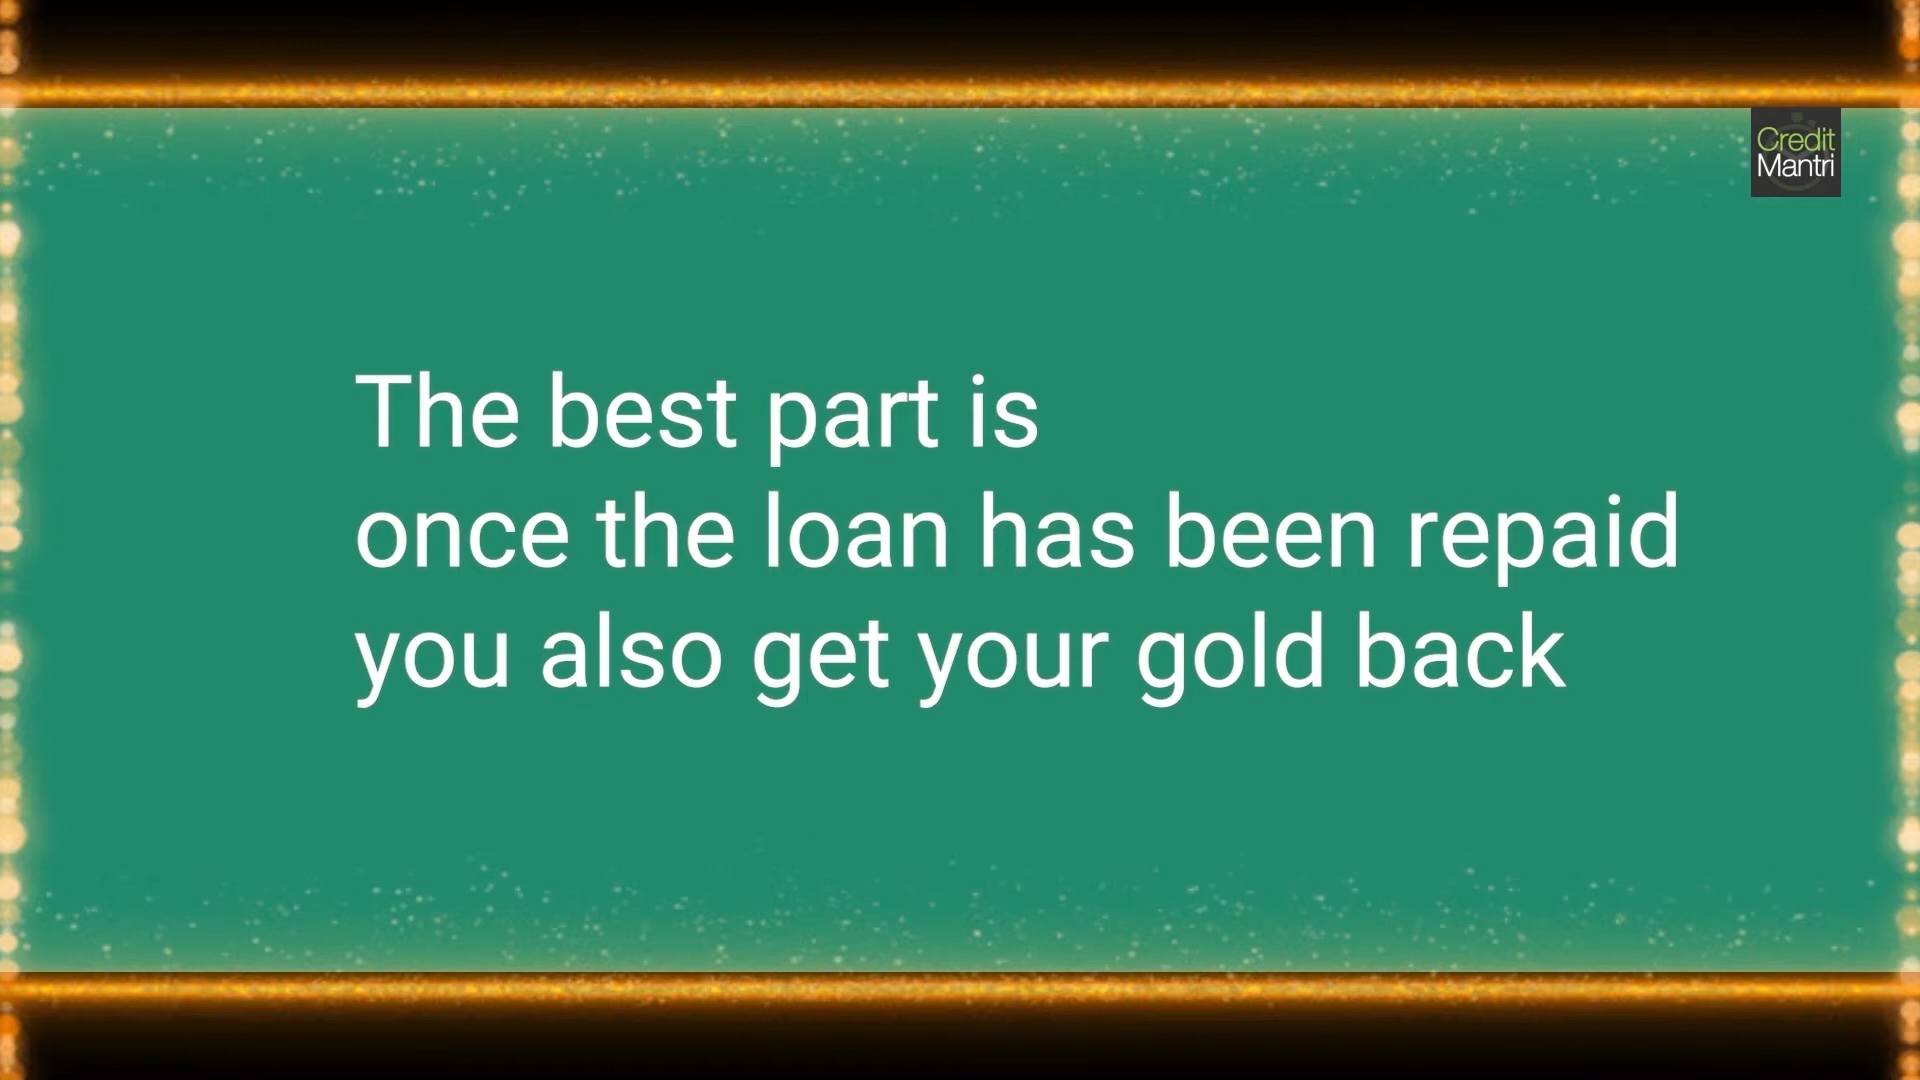 Credit
Mantri
The best part is
once the loan has been repaid
you also get your gold back